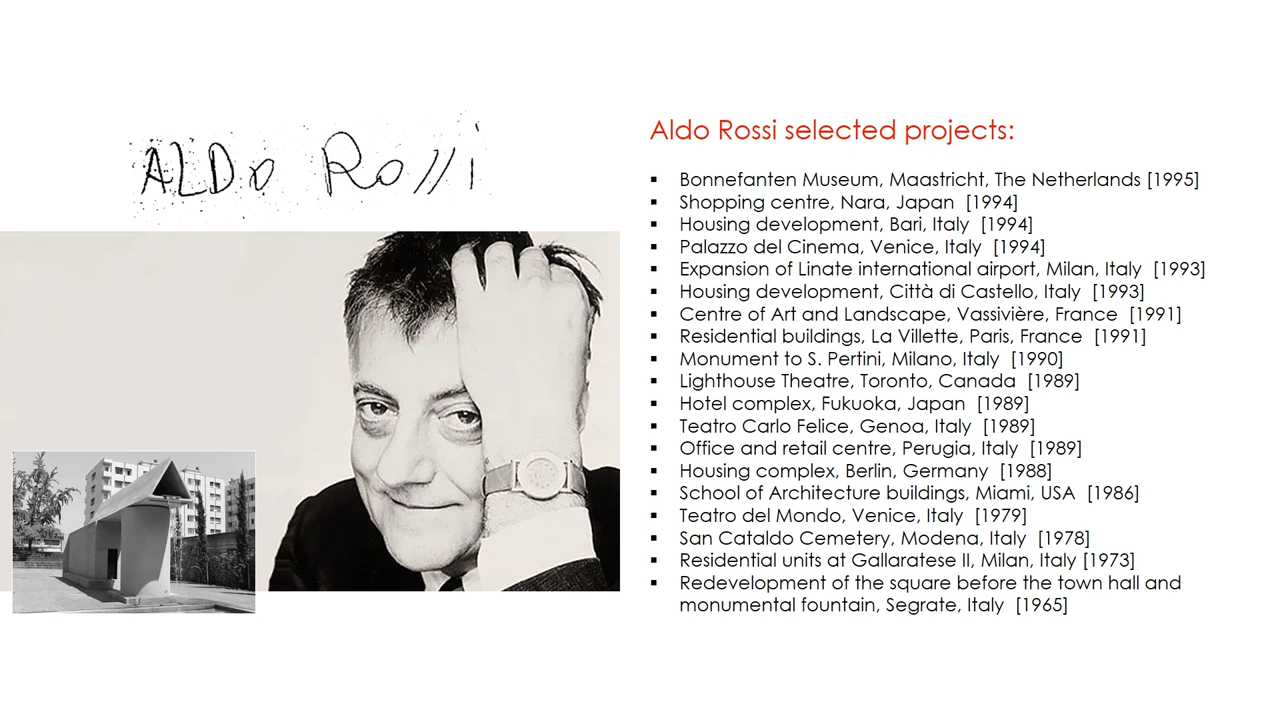 ALDo Rossi
Aldo Rossi selected projects:
▪ Bonnefanten Museum, Maastricht, The Netherlands [1995]
▪ Shopping centre, Nara, Japan [1994]
▪ Housing development, Bari, Italy [1994]
▪ Palazzo del Cinema, Venice, Italy [1994]
▪ Expansion of Linate international airport, Milan, Italy [1993]
▪ Housing development, Città di Castello, Italy [1993]
▪ Centre of Art and Landscape, Vassivière, France [1991]
▪ Residential buildings, La Villette, Paris, France [1991]
▪ Monument to S. Pertini, Milano, Italy [1990]
▪ Lighthouse Theatre, Toronto, Canada [1989]
▪ Hotel complex, Fukuoka, Japan [1989]
▪ Teatro Carlo Felice, Genoa, Italy [1989]
▪ Office and retail centre, Perugia, Italy [1989]
▪ Housing complex, Berlin, Germany [1988]
▪ School of Architecture buildings, Miami, USA [1986]
▪ Teatro del Mondo, Venice, Italy [1979]
▪ San Cataldo Cemetery, Modena, Italy [1978]
▪ Residential units at Gallaratese II, Milan, Italy [1973]
▪ Redevelopment of the square before the town hall and
monumental fountain, Segrate, Italy [1965]